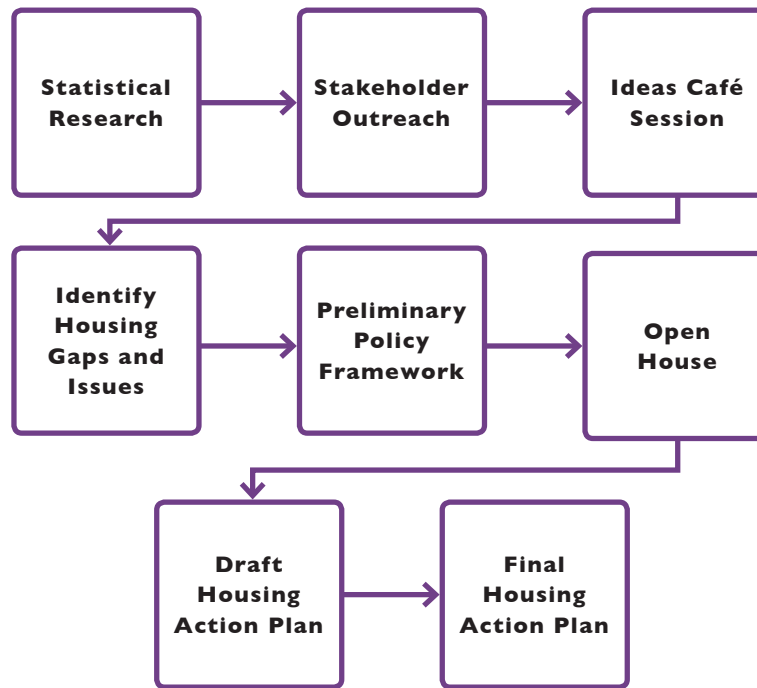 Statistical
Research
Stakeholder
Outreach
Ideas Café
Session
Identify
Housing
Gaps and
Issues
Preliminary
Policy
Framework
Open
House
Draft
Housing
Action Plan
Final
Housing
Action Plan